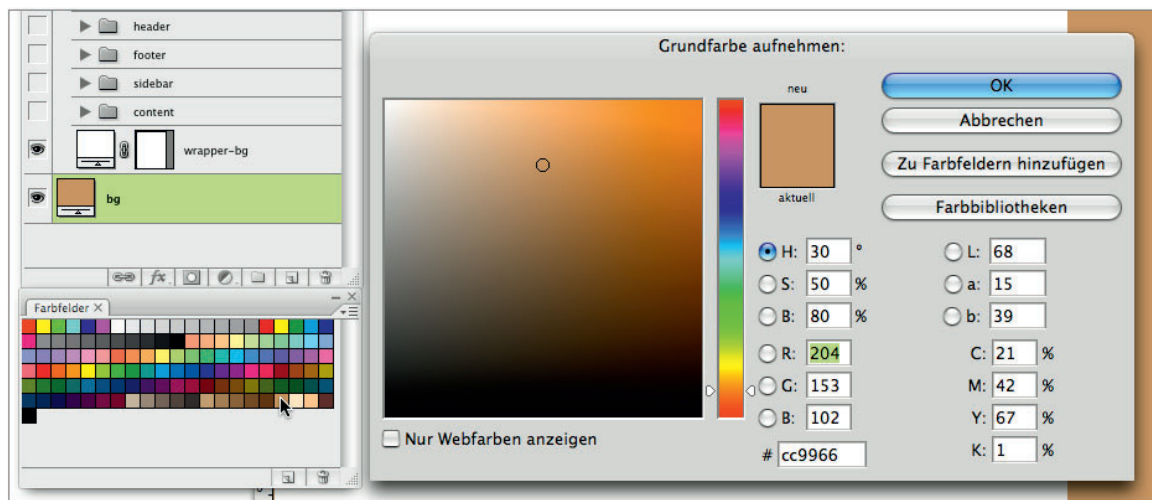 header
footer
sidebar
content
wrapper-bg
bg
fx.
Farbfelder ×
Grundfarbe aufnehmen:
neu
aktuell
OK
Abbrechen
Zu Farbfeldern hinzufügen
Farbbibliotheken
H: 30 °
S: 50 %
B: 80 %
R: 204
G: 153
B: 102
# cc9966
L: 68
a: 15
b: 39
C: 21 %
M: 42 %
Y: 67 %
K: 1 %
Nur Webfarben anzeigen